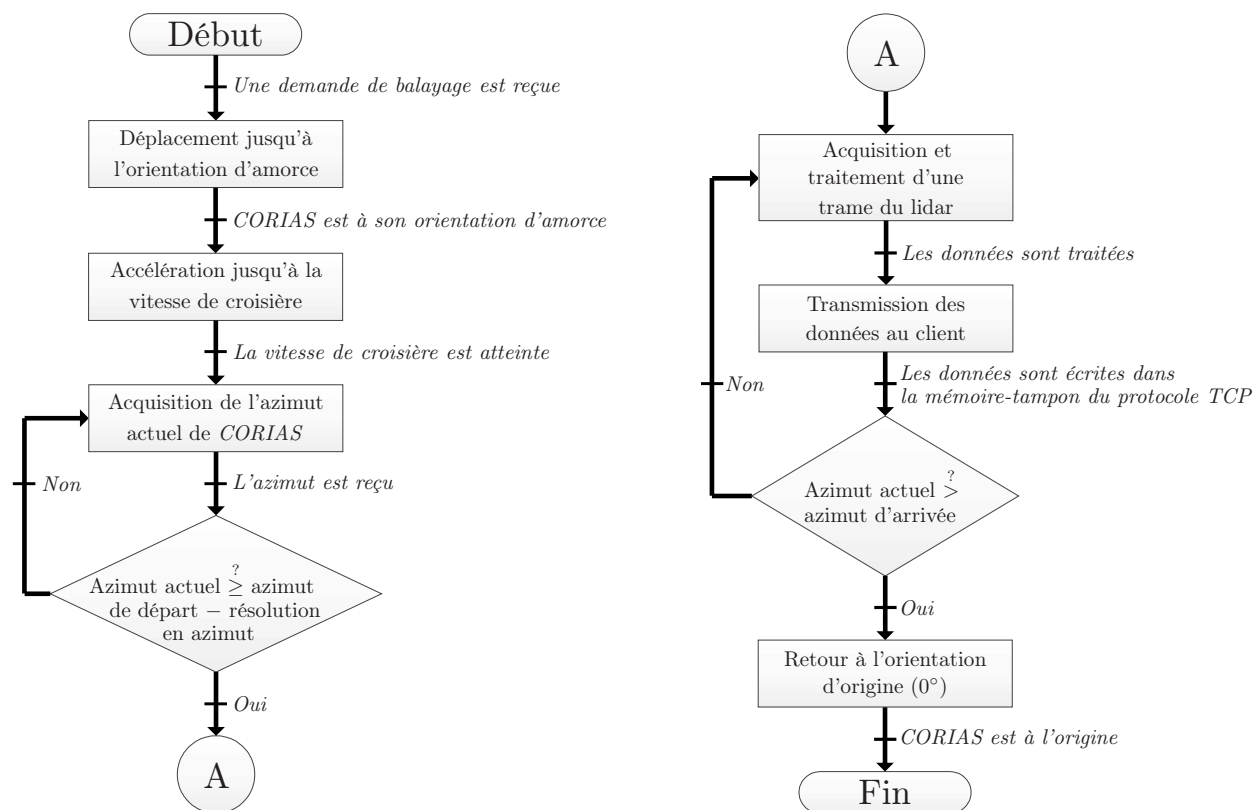 Début
Une demande de balayage est reçue
Déplacement jusqu'à
l'orientation d'amorce
CORIAS est à son orientation d'amorce
Accélération jusqu'à la
vitesse de croisière
La vitesse de croisière est atteinte
Acquisition de l'azimut
actuel de CORIAS
Non
L'azimut est reçu
?
Azimut actuel ≥ azimut
de départ − résolution
en azimut
Oui
A
A
Acquisition et
traitement d'une
trame du lidar
Les données sont traitées
Transmission des
données au client
Non
Les données sont écrites dans
la mémoire-tampon du protocole TCP
?
Azimut actuel >
azimut d'arrivée
Oui
Retour à l'orientation
d'origine (0°)
CORIAS est à l'origine
Fin